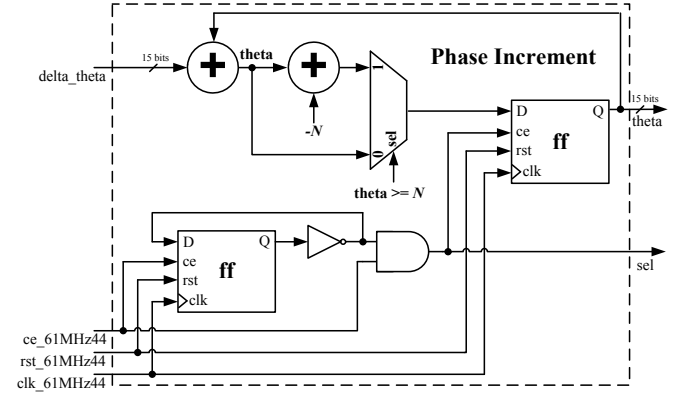 15 bits
delta_theta
+
theta
+
-N
1
0
sel
theta >= N
Phase Increment
D
Q
ce
rst
clk
ff
15 bits
theta
D
Q
ce
rst
clk
ff
sel
ce_61MHz44
rst_61MHz44
clk_61MHz44